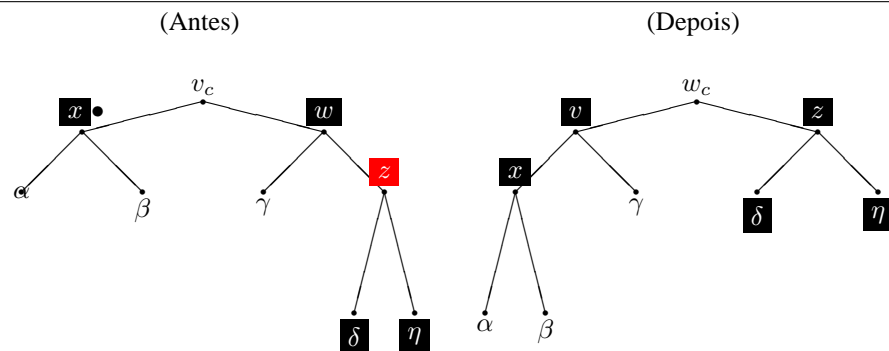 (Antes) (Depois)
v_c w_c
x w v z
z x
α β γ γ δ η
δ η α β